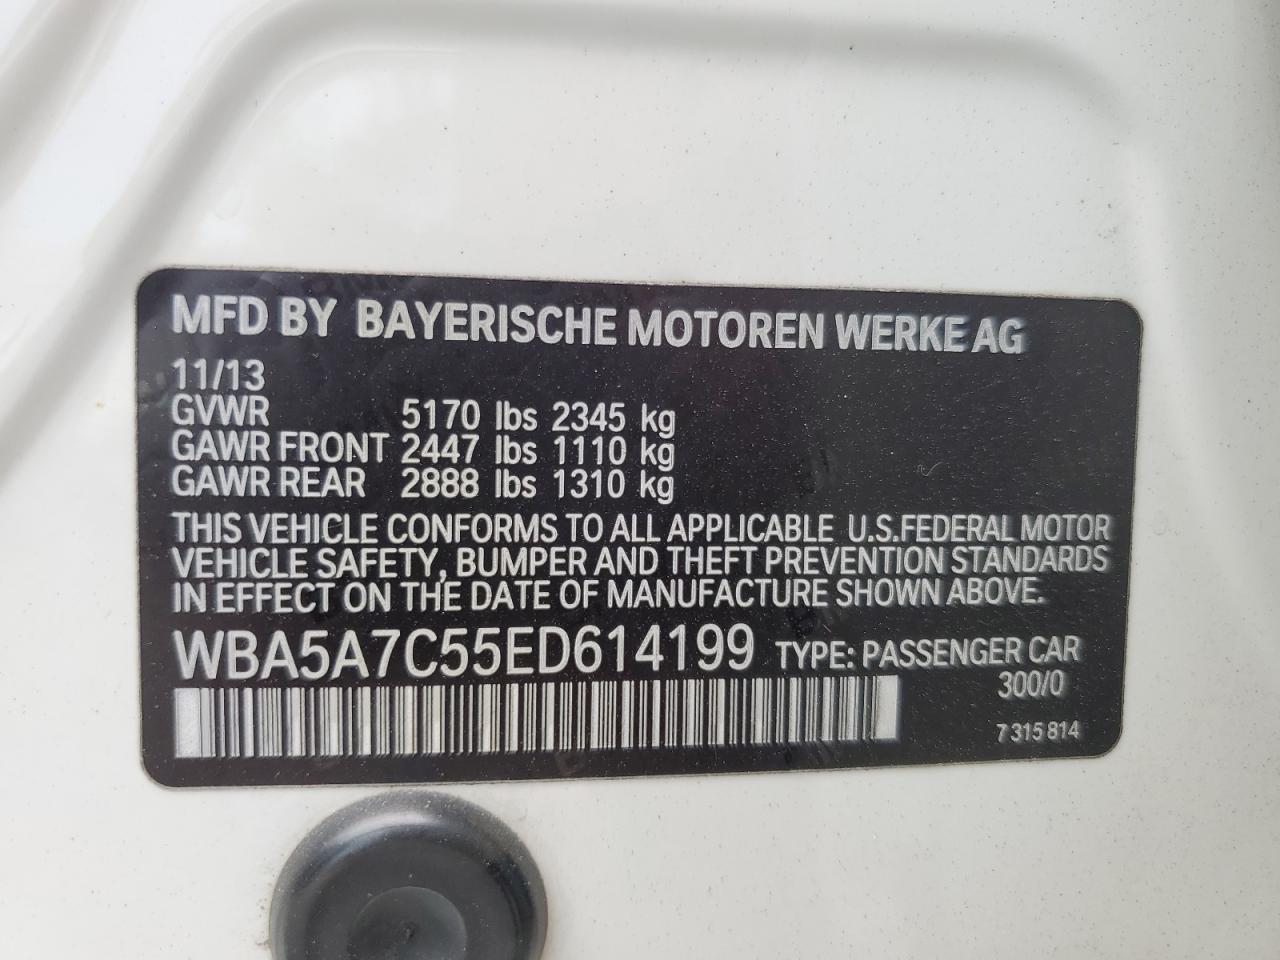 MFD BY BAYERISCHE MOTOREN WERKE AG
11/13
GVWR 5170 lbs 2345 kg
GAWR FRONT 2447 lbs 1110 kg
GAWR REAR 2888 lbs 1310 kg
THIS VEHICLE CONFORMS TO ALL APPLICABLE U.S.FEDERAL MOTOR
VEHICLE SAFETY, BUMPER AND THEFT PREVENTION STANDARDS
IN EFFECT ON THE DATE OF MANUFACTURE SHOWN ABOVE.
WBA5A7C55ED614199 TYPE: PASSENGER CAR
300/0
7 315 814